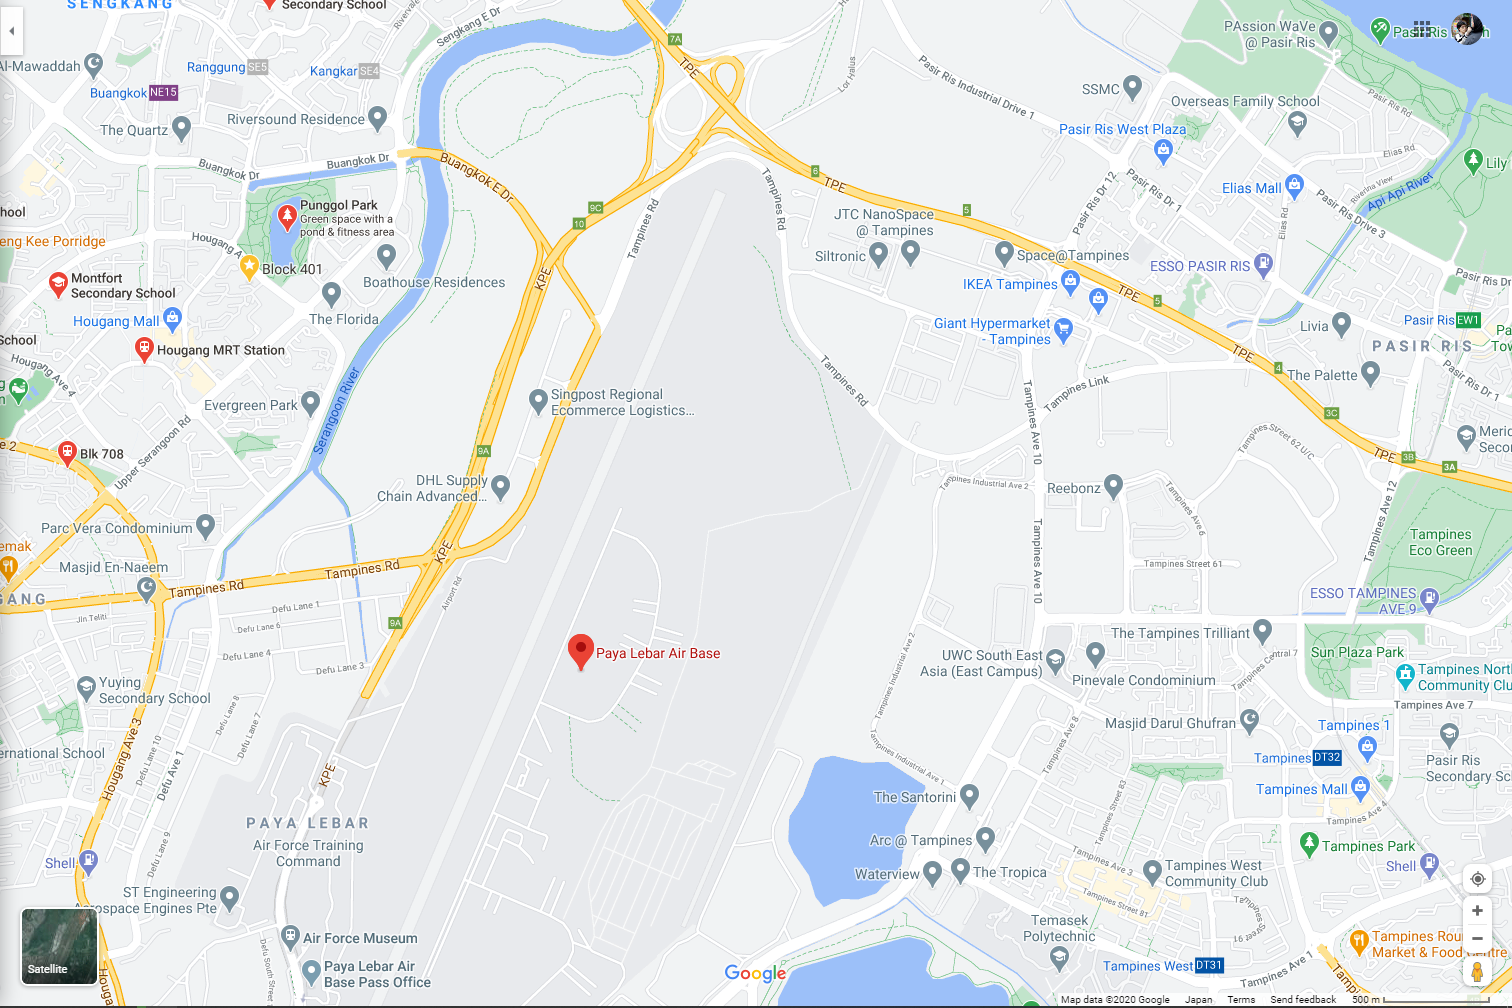 SENGKANG
Secondary School
Sengkang E Dr
7A
TPE
Al-Mawaddah
Ranggung SE5
Kangkar SE4
Buangkok NE15
The Quartz
Riversound Residence
Buangkok Dr
Buangkok Dr
Buangkok E Dr
Lor Halus
Pasir Ris Industrial Drive 1
PAssion WaVe
@ Pasir Ris
SSMC
Overseas Family School
Pasir Ris Rd
Pasir Ris West Plaza
Elias Rd
Lily
Riverina View
Elias Mall
Api Api River
Pasir Ris Dr 12
Pasir Ris Dr 1
Pasir Ris Drive 3
Elias Rd
6
TPE
5
9C
10
Tampines Rd
Tampines Rd
hool
Punggol Park
Green space with a
pond & fitness area
eng Kee Porridge
Hougang Ave
Block 401
Boathouse Residences
Montfort
Secondary School
The Florida
Hougang Mall
School
Hougang MRT Station
Hougang Ave 4
KPE
JTC NanoSpace
@ Tampines
Siltronic
Space@Tampines
IKEA Tampines
Giant Hypermarket
- Tampines
ESSO PASIR RIS
TPE
5
Livia
Pasir Ris EW1
PASIR RIS
Pasir Ris Dr
Pa
Tow
TPE
4
The Palette
Pasir Ris Dr 1
Tampines Rd
Tampines Link
Tampines Ave 10
3C
Evergreen Park
Serangoon River
Upper Serangoon Rd
e 2
Blk 708
Singpost Regional
Ecommerce Logistics...
9A
DHL Supply
Chain Advanced...
Tampines Street 62 U/C
TPE
3B
3A
Merid
Secon
Tampines Industrial Ave 2
Reebonz
Tampines Ave 6
Tampines Ave 12
Tampines
Eco Green
Tampines Ave 10
Tampines Street 61
Parc Vera Condominium
emak
Masjid En-Naeem
GANG
Tampines Rd
Tampines Rd
KPE
Airport Rd
Jln Teliti
Defu Lane 1
Defu Lane 6
Defu Lane 4
Defu Lane 3
9A
ESSO TAMPINES
AVE 9
The Tampines Trilliant
Paya Lebar Air Base
UWC South East
Asia (East Campus)
Pinevale Condominium
Tampines Central 7
Sun Plaza Park
Tampines North
Community Club
Tampines Industrial Ave 2
Yuying
Secondary School
Defu Lane 8
Defu Lane 7
Masjid Darul Ghufran
Tampines Ave 8
Tampines Ave 7
Tampines 1
ernational School
Hougang Ave 3
Defu Lane 10
Defu Ave 1
KPE
Tampines Industrial Ave 1
Tampines DT32
Pasir Ris
Secondary Scho
The Santorini
Tampines Street 83
Tampines Mall
Tampines Ave 4
PAYA LEBAR
Air Force Training
Command
Defu Lane 9
Arc @ Tampines
Tampines Park
Shell
Waterview
The Tropica
Tampines Ave 3
Tampines West
Community Club
Shell
ST Engineering
Aerospace Engines Pte
Tampines Street 81
Temasek
Polytechnic
Air Force Museum
Paya Lebar Air
Base Pass Office
Tampines West DT31
Tampines Ave 1
Tampines Roun
Market & Food Centre
Satellite
Google
Map data ©2020 Google
Japan
Terms
Send feedback
500 m